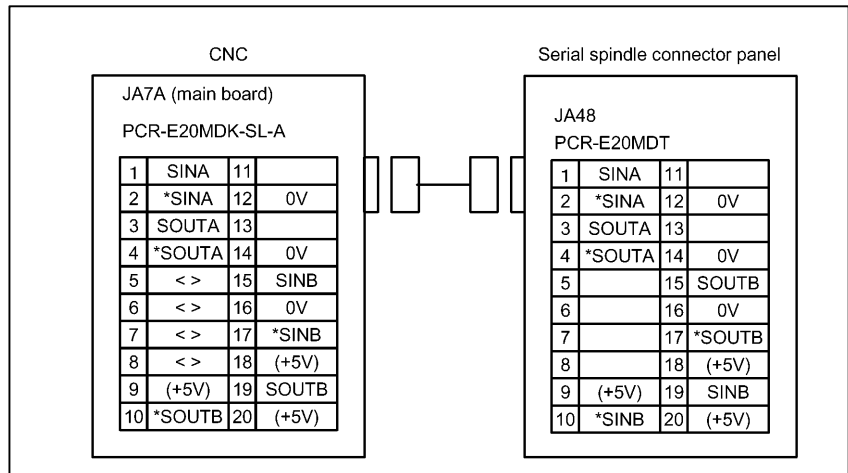 CNC
Serial spindle connector panel
JA7A (main board)
PCR-E20MDK-SL-A
1 SINA 11
2 *SINA 12 0V
3 SOUTA 13
4 *SOUTA 14 0V
5 < > 15 SINB
6 < > 16 0V
7 < > 17 *SINB
8 < > 18 (+5V)
9 (+5V) 19 SOUTB
10 *SOUTB 20 (+5V)
JA48
PCR-E20MDT
1 SINA 11
2 *SINA 12 0V
3 SOUTA 13
4 *SOUTA 14 0V
5 15 SOUTB
6 16 0V
7 17 *SOUTB
8 18 (+5V)
9 (+5V) 19 SINB
10 *SINB 20 (+5V)